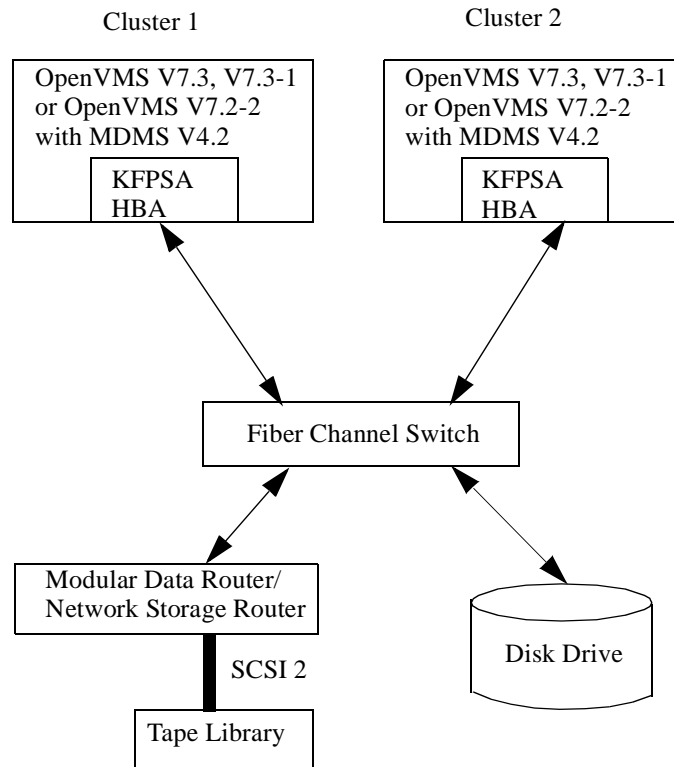 Cluster 1
Cluster 2
OpenVMS V7.3, V7.3-1
or OpenVMS V7.2-2
with MDMS V4.2
KFPSA
HBA
OpenVMS V7.3, V7.3-1
or OpenVMS V7.2-2
with MDMS V4.2
KFPSA
HBA
Fiber Channel Switch
Modular Data Router/
Network Storage Router
SCSI 2
Tape Library
Disk Drive